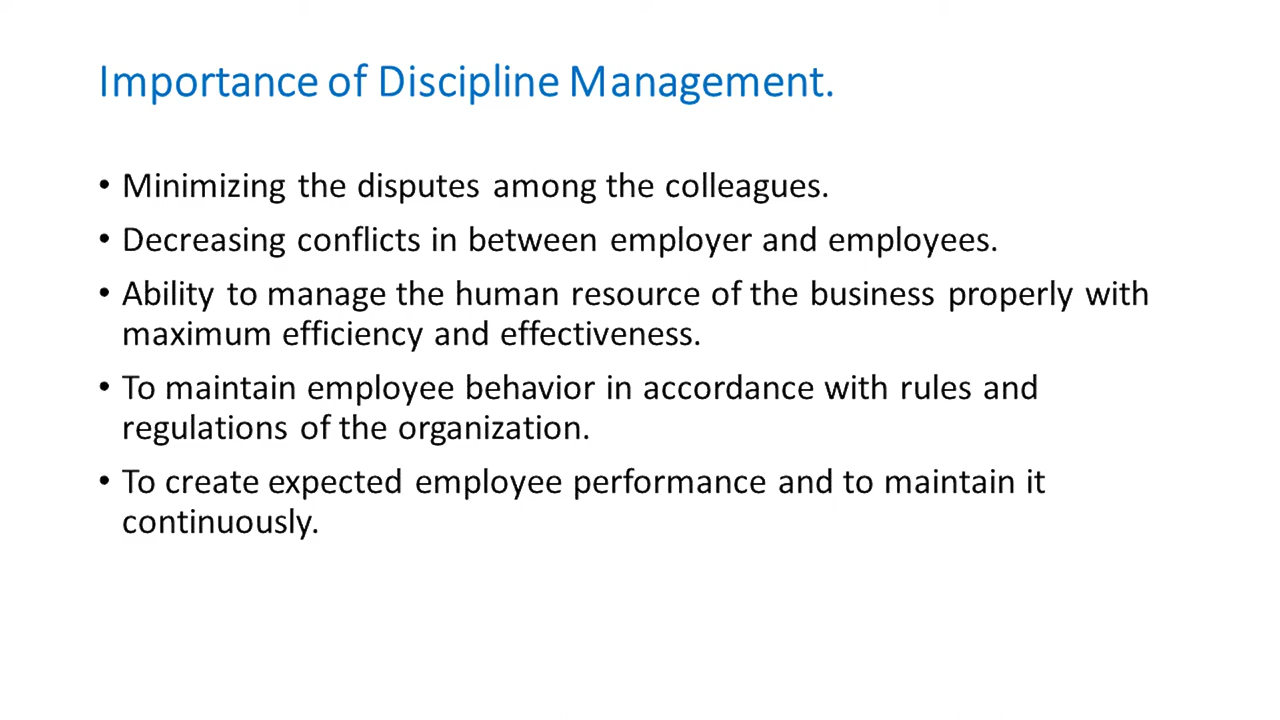 Importance of Discipline Management.
• Minimizing the disputes among the colleagues.
• Decreasing conflicts in between employer and employees.
• Ability to manage the human resource of the business properly with
maximum efficiency and effectiveness.
• To maintain employee behavior in accordance with rules and
regulations of the organization.
• To create expected employee performance and to maintain it
continuously.